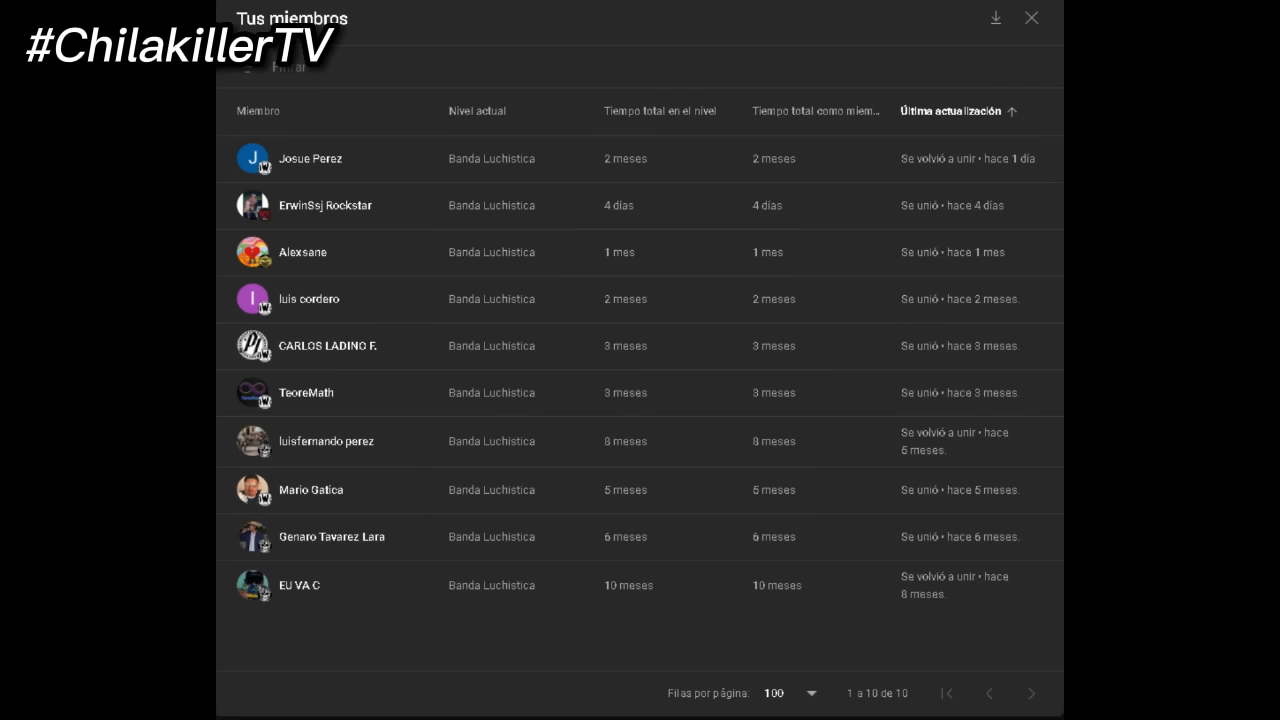 Tus miembros
#ChilakillerTV
Filtrar
Miembro Nivel actual Tiempo total en el nivel Tiempo total como miem... Última actualización
Josue Perez Banda Luchistica 2 meses 2 meses Se volvió a unir • hace 1 día
ErwinSsj Rockstar Banda Luchistica 4 días 4 días Se unió • hace 4 días
Alexsane Banda Luchistica 1 mes 1 mes Se unió • hace 1 mes
luis cordero Banda Luchistica 2 meses 2 meses Se unió • hace 2 meses.
CARLOS LADINO F. Banda Luchistica 3 meses 3 meses Se unió • hace 3 meses.
TeoreMath Banda Luchistica 3 meses 3 meses Se unió • hace 3 meses.
luisfernando perez Banda Luchistica 8 meses 8 meses Se volvió a unir • hace
5 meses.
Mario Gatica Banda Luchistica 5 meses 5 meses Se unió • hace 5 meses.
Genaro Tavarez Lara Banda Luchistica 6 meses 6 meses Se unió • hace 6 meses.
EU VA C Banda Luchistica 10 meses 10 meses Se volvió a unir • hace
8 meses.
Filas por página: 100 1 a 10 de 10